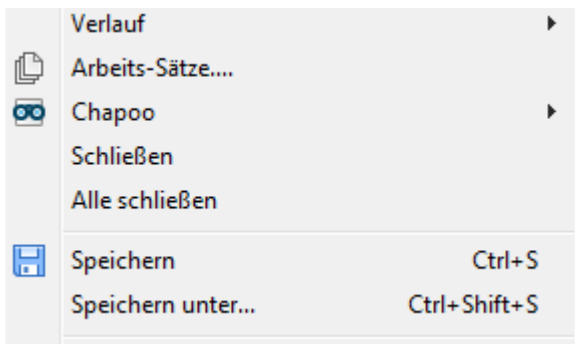 Verlauf
Arbeits-Sätze....
Chapoo
Schließen
Alle schließen
Speichern Ctrl+S
Speichern unter... Ctrl+Shift+S